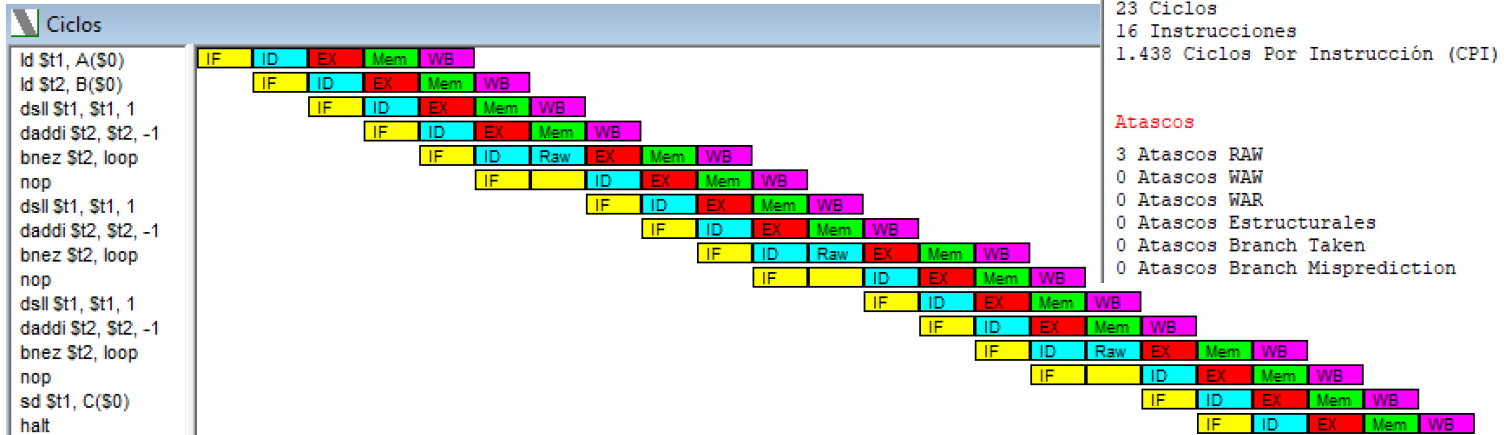 Ciclos
ld $t1, A($0) IF ID EX Mem WB
ld $t2, B($0) IF ID EX Mem WB
dsll $t1, $t1, 1 IF ID EX Mem WB
daddi $t2, $t2, -1 IF ID EX Mem WB
bnez $t2, loop IF ID Raw EX Mem WB
nop IF ID EX Mem WB
dsll $t1, $t1, 1 IF ID EX Mem WB
daddi $t2, $t2, -1 IF ID EX Mem WB
bnez $t2, loop IF ID Raw EX Mem WB
nop IF ID EX Mem WB
dsll $t1, $t1, 1 IF ID EX Mem WB
daddi $t2, $t2, -1 IF ID EX Mem WB
bnez $t2, loop IF ID Raw EX Mem WB
nop IF ID EX Mem WB
sd $t1, C($0) IF ID EX Mem WB
halt IF ID EX Mem WB
23 Ciclos
16 Instrucciones
1.438 Ciclos Por Instrucción (CPI)
Atascos
3 Atascos RAW
0 Atascos WAW
0 Atascos WAR
0 Atascos Estructurales
0 Atascos Branch Taken
0 Atascos Branch Misprediction